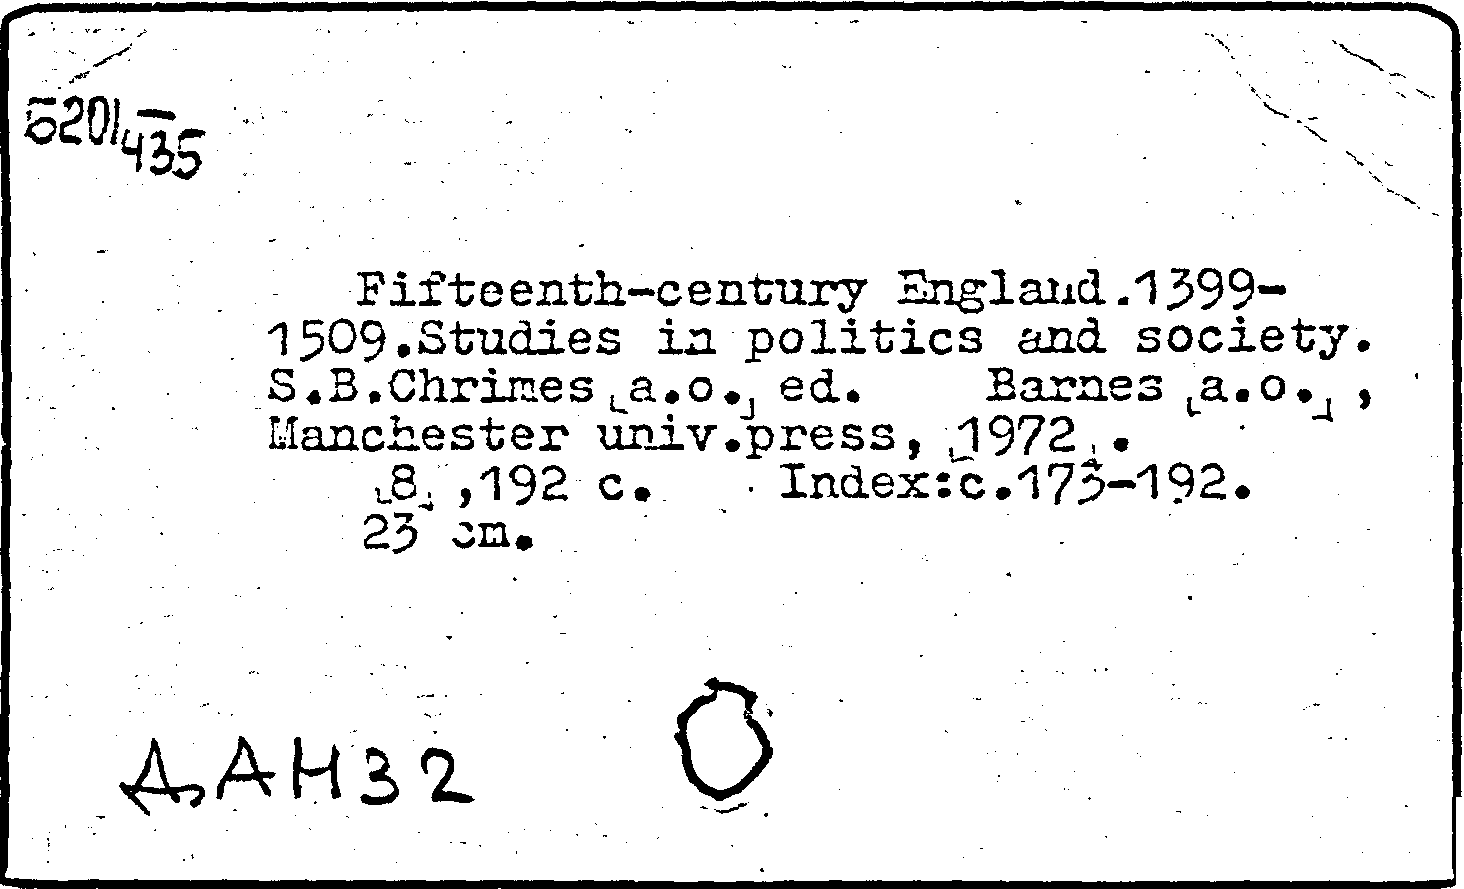 Б201/435
Fifteenth-century England.1399-
1509.Studies in politics and society.
S.B.Chrimes [a.o.] ed. Barnes [a.o.],
Manchester univ.press, [1972].
[8],192 c. Index:c.173-192.
23 cm.
ДАН32